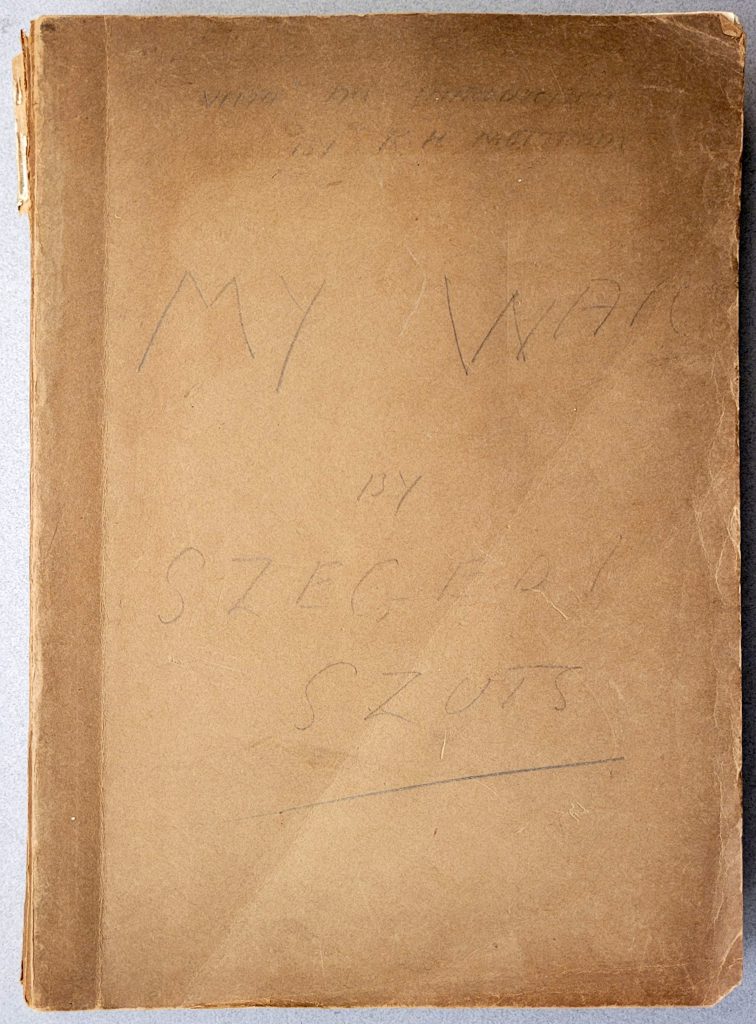 WITH AN INTRODUCTION
BY R.H. MOTTRAM
MY WAR
BY
SZEGEDI
SZUTS